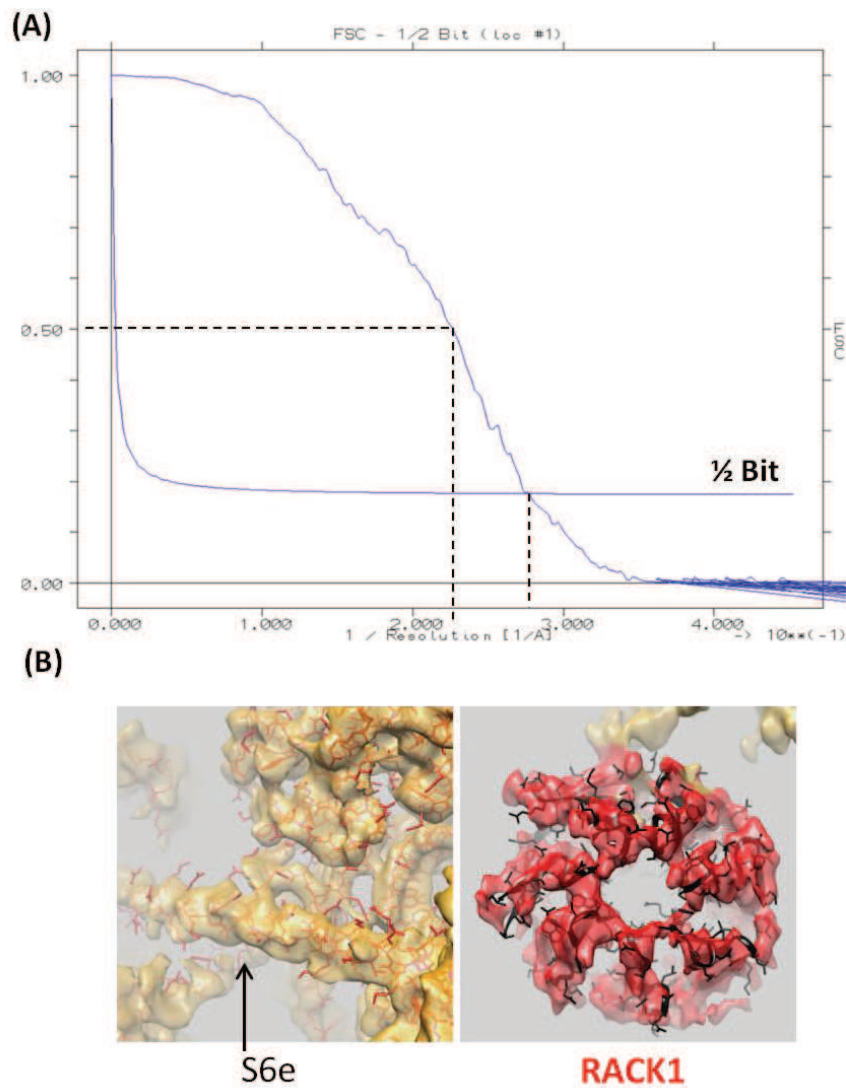 (A)
FSC - 1/2 Bit (loc #1)
1.00
0.50
FSC
½ Bit
0.00
0.000 1.000 2.000 3.000 4.000
1 / Resolution [1/A] -> 10**(-1)
(B)
S6e
RACK1